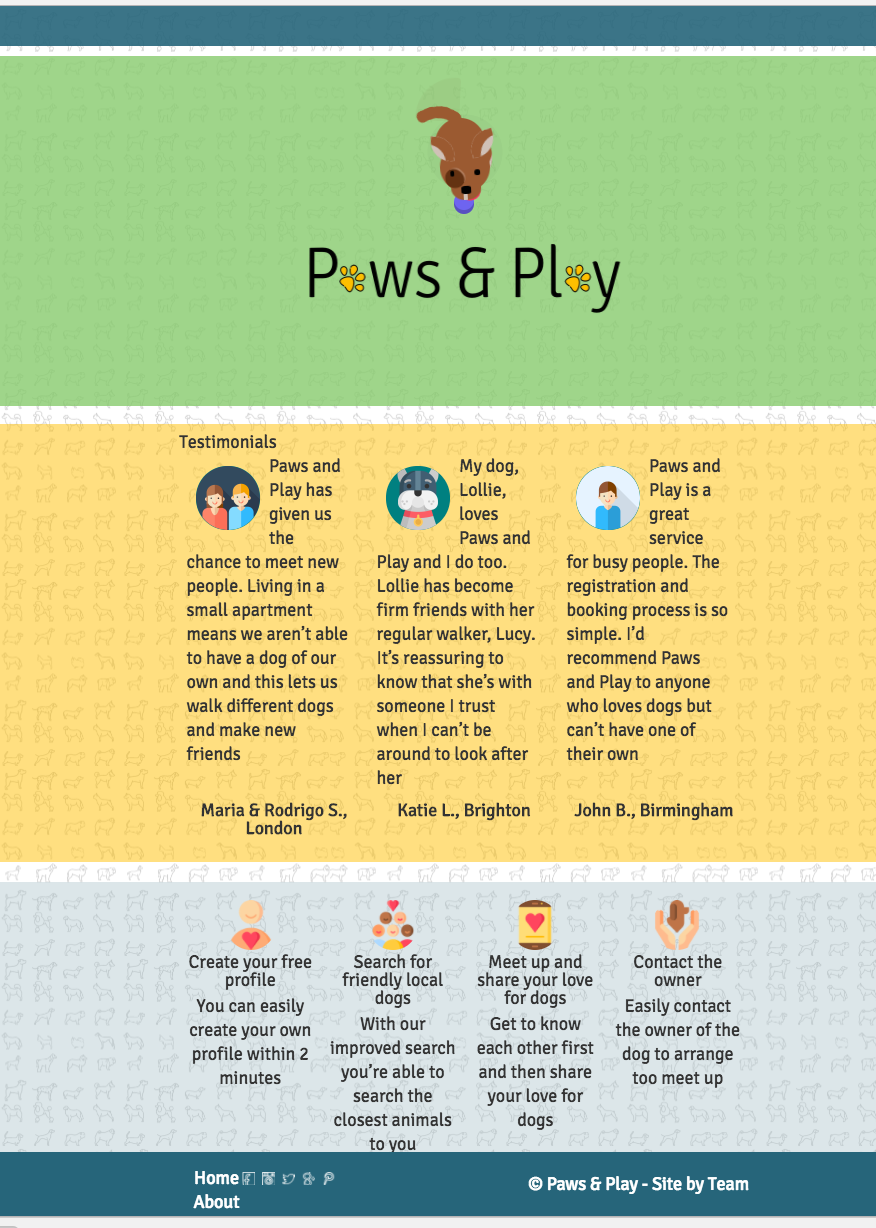 Paws & Play
Testimonials
Paws and
Play has
given us
the
chance to meet new
people. Living in a
small apartment
means we aren’t able
to have a dog of our
own and this lets us
walk different dogs
and make new
friends
Maria & Rodrigo S.,
London
My dog,
Lollie,
loves
Paws and
Play and I do too.
Lollie has become
firm friends with her
regular walker, Lucy.
It’s reassuring to
know that she’s with
someone I trust
when I can’t be
around to look after
her
Katie L., Brighton
Paws and
Play is a
great
service
for busy people. The
registration and
booking process is so
simple. I’d
recommend Paws
and Play to anyone
who loves dogs but
can’t have one of
their own
John B., Birmingham
Create your free
profile
You can easily
create your own
profile within 2
minutes
Search for
friendly local
dogs
With our
improved search
you’re able to
search the
closest animals
to you
Meet up and
share your love
for dogs
Get to know
each other first
and then share
your love for
dogs
Contact the
owner
Easily contact
the owner of the
dog to arrange
too meet up
Home
About
© Paws & Play - Site by Team